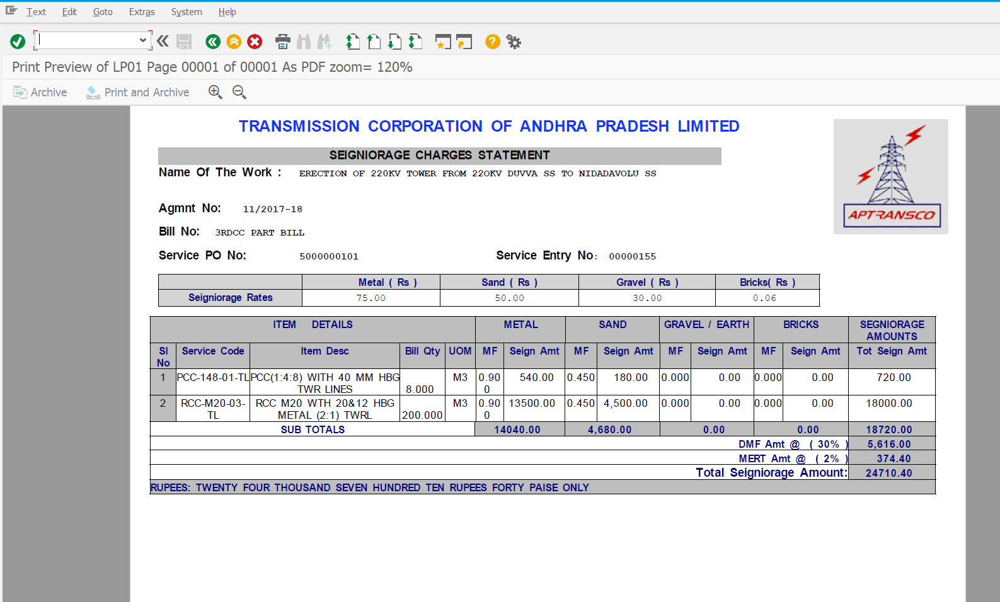 Text Edit Goto Extras System Help
Print Preview of LP01 Page 00001 of 00001 As PDF zoom= 120%
Archive Print and Archive
TRANSMISSION CORPORATION OF ANDHRA PRADESH LIMITED
SEIGNIORAGE CHARGES STATEMENT
Name Of The Work : ERECTION OF 220KV TOWER FROM 22OKV DUVVA SS TO NIDADAVOLU SS
Agmnt No: 11/2017-18
APTRANSCO
Bill No: 3RDCC PART BILL
Service PO No: 5000000101 Service Entry No: 00000155
Metal ( Rs ) Sand ( Rs ) Gravel ( Rs ) Bricks( Rs )
Seigniorage Rates 75.00 50.00 30.00 0.06
ITEM DETAILS METAL SAND GRAVEL / EARTH BRICKS SEGNIORAGE
AMOUNTS
Sl Service Code Item Desc Bill Qty UOM MF Seign Amt MF Seign Amt MF Seign Amt MF Seign Amt Tot Seign Amt
No
1 PCC-148-01-TL PCC(1:4:8) WITH 40 MM HBG M3 0.90 540.00 0.450 180.00 0.000 0.00 0.000 0.00 720.00
TWR LINES 8.000 0
2 RCC-M20-03- RCC M20 WTH 20&12 HBG M3 0.90 13500.00 0.450 4,500.00 0.000 0.00 0.000 0.00 18000.00
TL METAL (2:1) TWRL 200.000 0
SUB TOTALS 14040.00 4,680.00 0.00 0.00 18720.00
DMF Amt @ ( 30% ) 5,616.00
MERT Amt @ ( 2% ) 374.40
Total Seigniorage Amount: 24710.40
RUPEES: TWENTY FOUR THOUSAND SEVEN HUNDRED TEN RUPEES FORTY PAISE ONLY